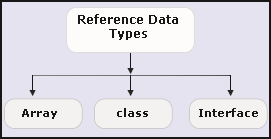 Reference Data
Types
Array
class
Interface